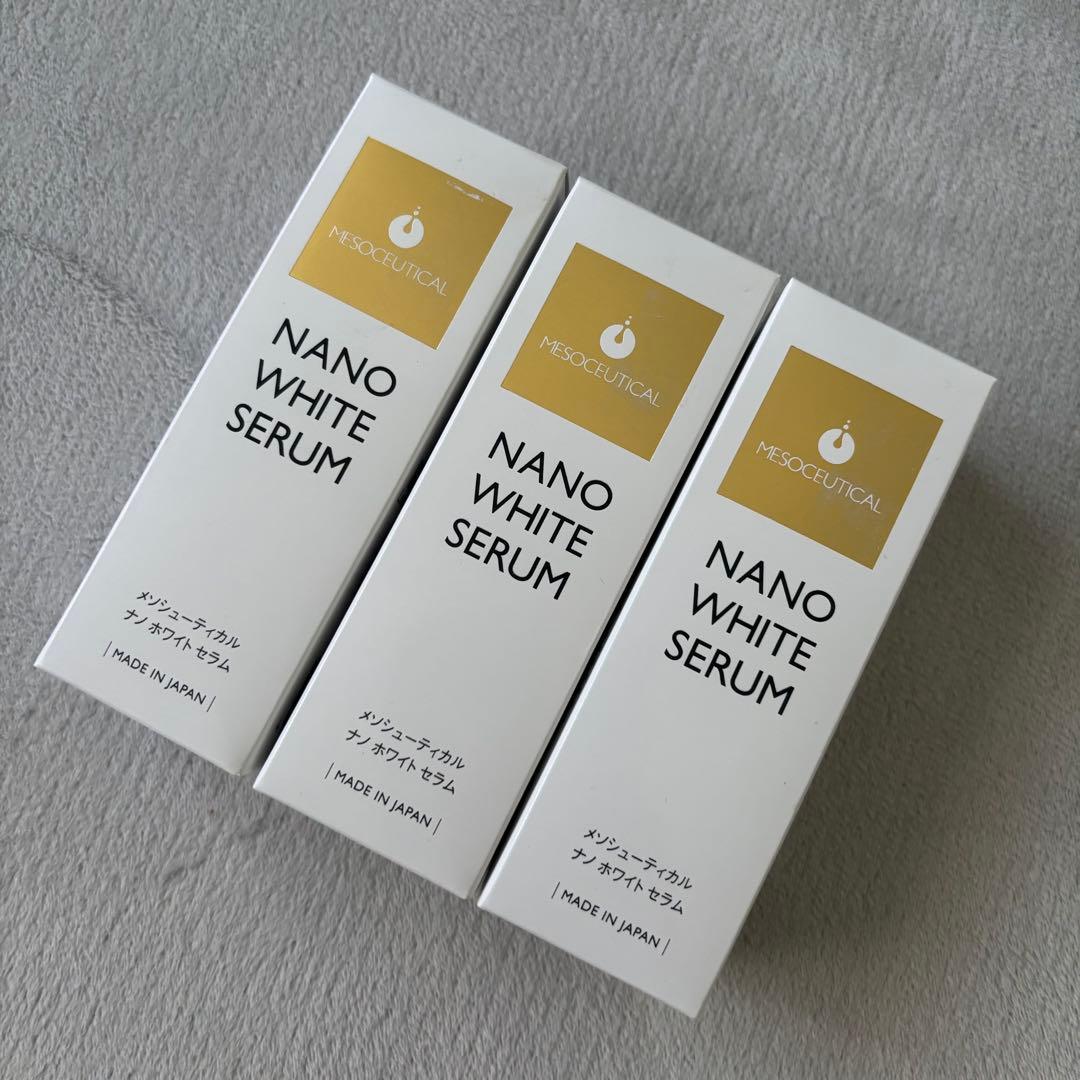 MESOCEUTICAL
NANO
WHITE
SERUM
メソシューティカル
ナノ ホワイト セラム
| MADE IN JAPAN |
MESOCEUTICAL
NANO
WHITE
SERUM
メソシューティカル
ナノ ホワイト セラム
| MADE IN JAPAN |
MESOCEUTICAL
NANO
WHITE
SERUM
メソシューティカル
ナノ ホワイト セラム
| MADE IN JAPAN |